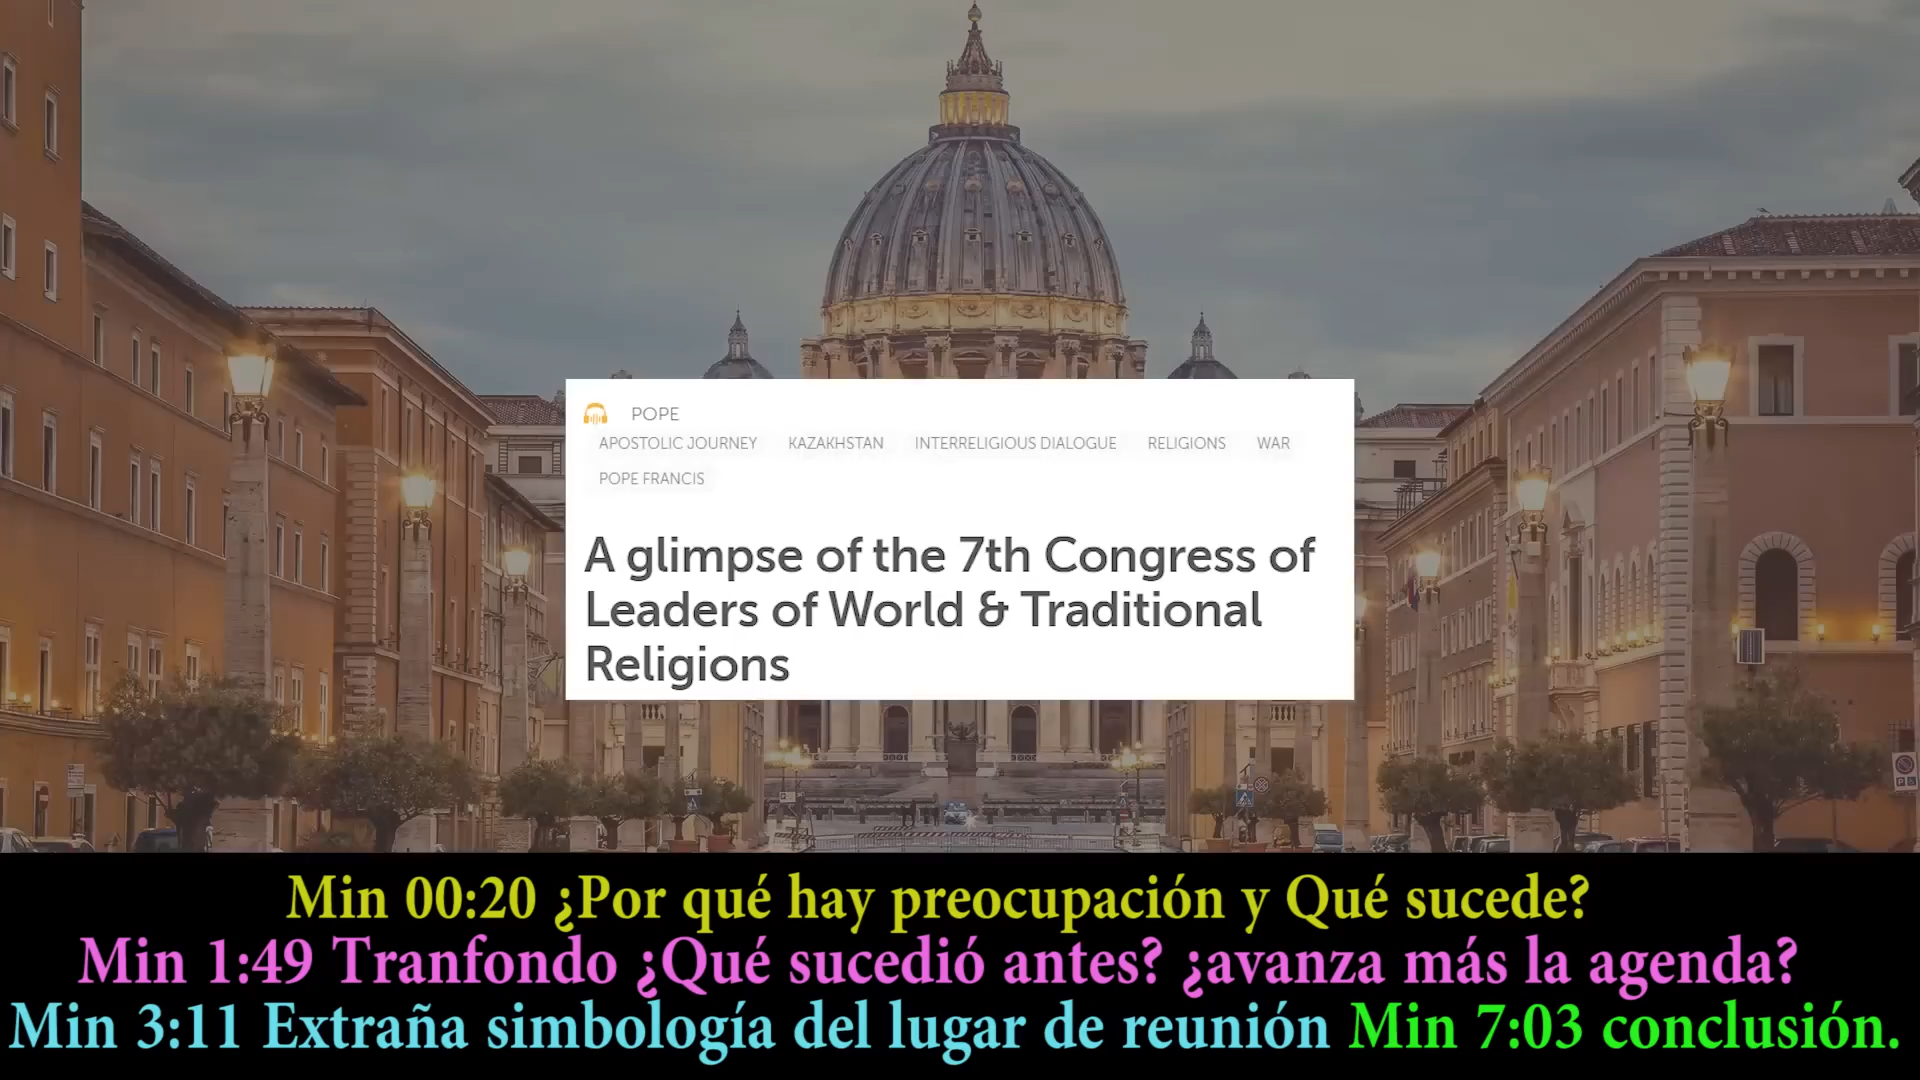 POPE
APOSTOLIC JOURNEY KAZAKHSTAN INTERRELIGIOUS DIALOGUE RELIGIONS WAR
POPE FRANCIS
A glimpse of the 7th Congress of
Leaders of World & Traditional
Religions
Min 00:20 ¿Por qué hay preocupación y Qué sucede?
Min 1:49 Tranfondo ¿Qué sucedió antes? ¿avanza más la agenda?
Min 3:11 Extraña simbología del lugar de reunión Min 7:03 conclusión.